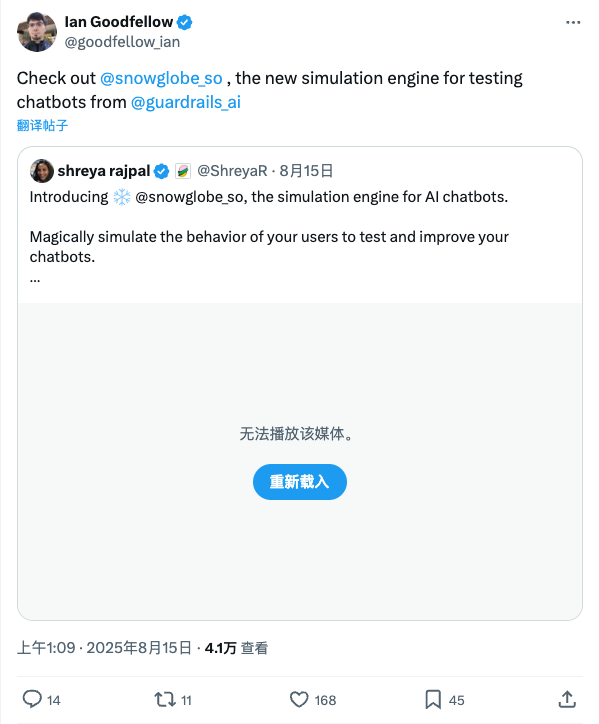 Ian Goodfellow
@goodfellow_ian
Check out @snowglobe_so , the new simulation engine for testing
chatbots from @guardrails_ai
翻译帖子
shreya rajpal @ShreyaR · 8月15日
Introducing ❄️ @snowglobe_so, the simulation engine for AI chatbots.
Magically simulate the behavior of your users to test and improve your
chatbots.
...
无法播放该媒体。
重新载入
上午1:09 · 2025年8月15日 · 4.1万 查看
14 11 168 45